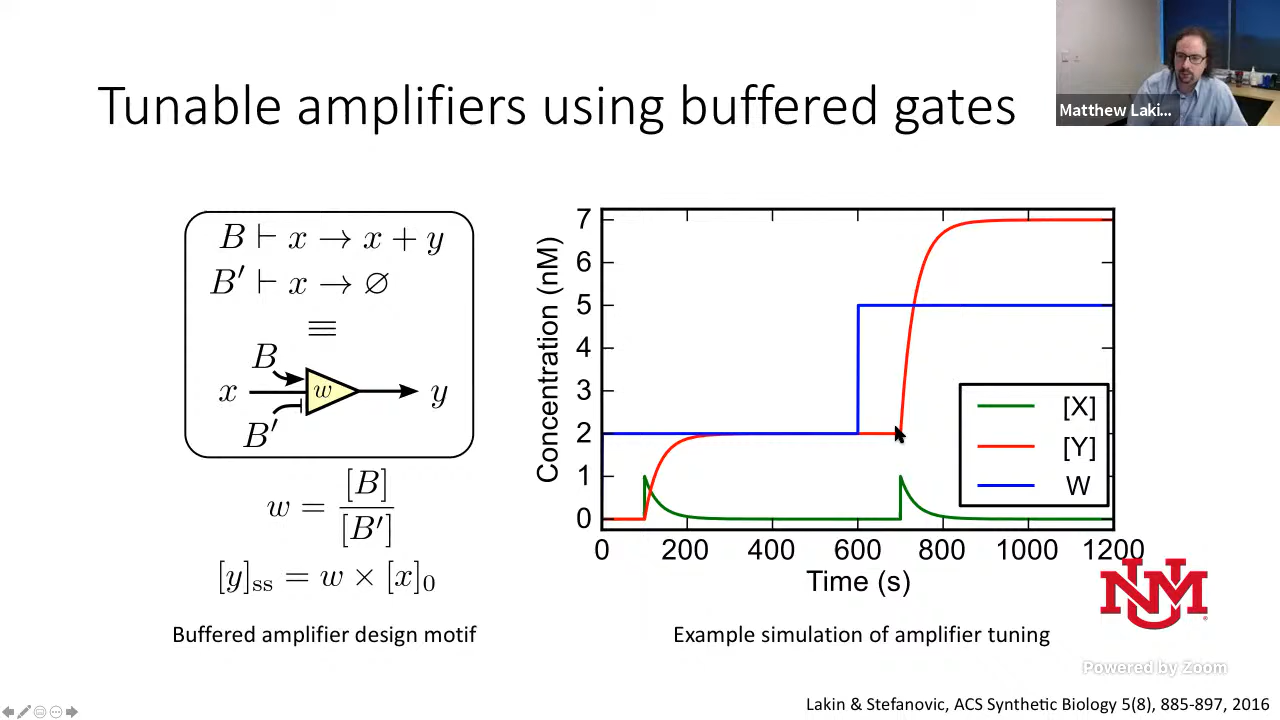 Matthew Laki...
Tunable amplifiers using buffered gates
B ⊢ x → x + y
B′ ⊢ x → ∅
≡
B
x w y
B′
w = [B] / [B′]
[y]ss = w × [x]0
Buffered amplifier design motif
Concentration (nM)
7
6
5
4
3
2
1
0
[X]
[Y]
W
0 200 400 600 800 1000 1200
Time (s)
Example simulation of amplifier tuning
UNM
Powered by Zoom
Lakin & Stefanovic, ACS Synthetic Biology 5(8), 885-897, 2016